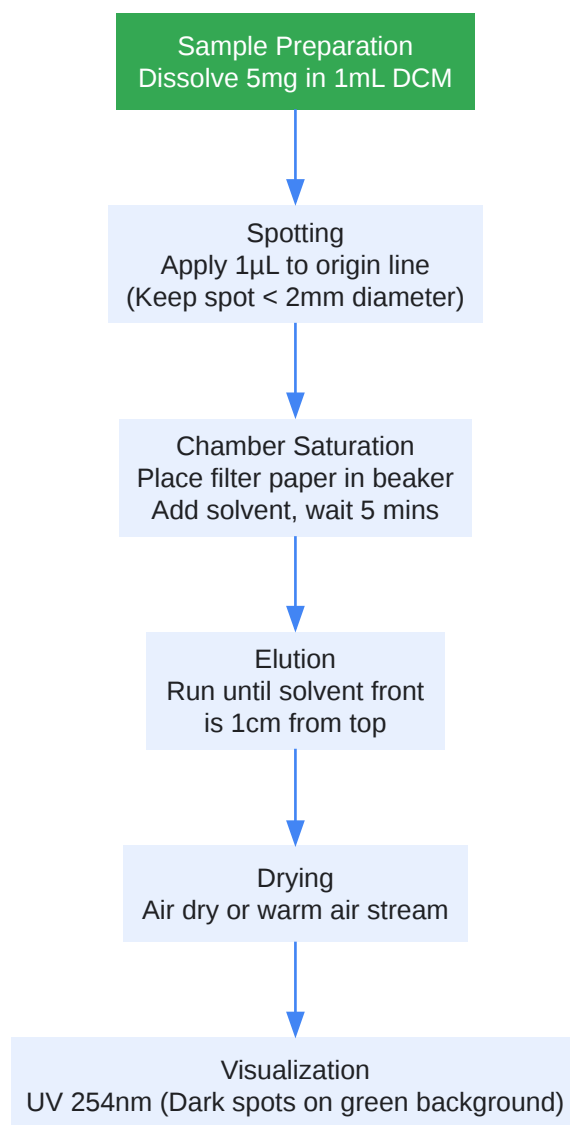 Sample Preparation
Dissolve 5mg in 1mL DCM
Spotting
Apply 1µL to origin line
(Keep spot < 2mm diameter)
Chamber Saturation
Place filter paper in beaker
Add solvent, wait 5 mins
Elution
Run until solvent front
is 1cm from top
Drying
Air dry or warm air stream
Visualization
UV 254nm (Dark spots on green background)